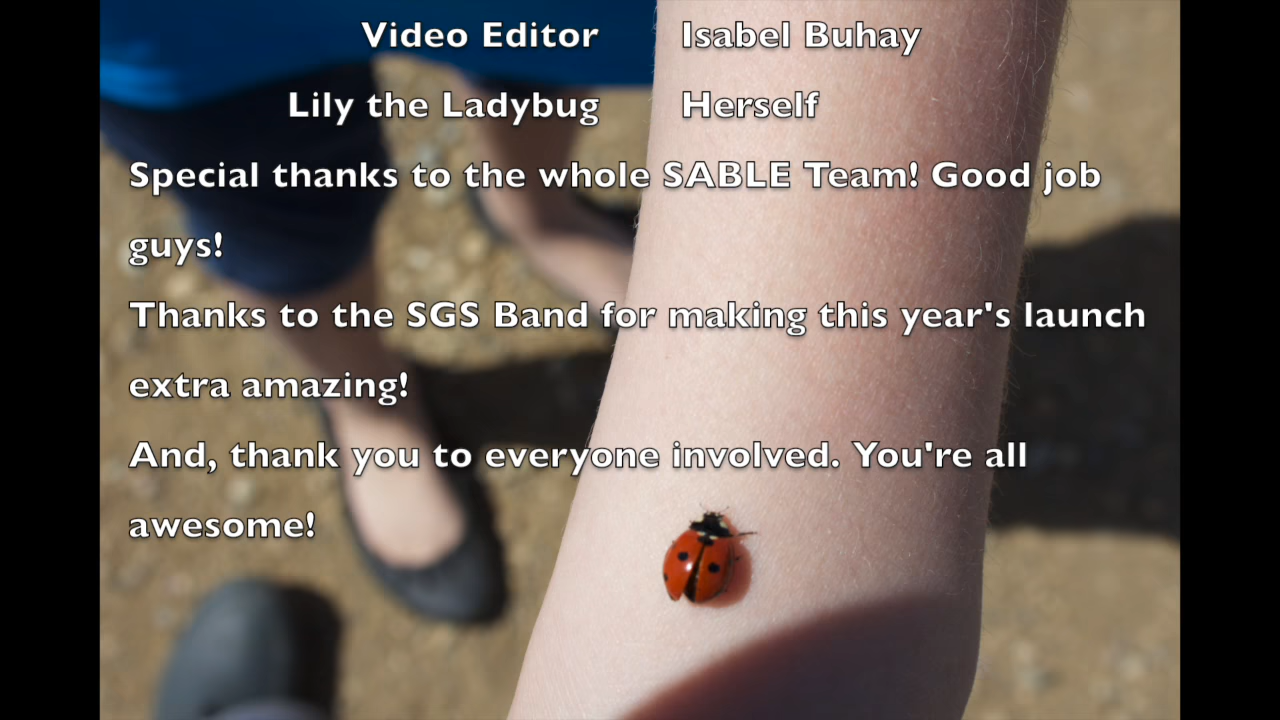 Video Editor Isabel Buhay
Lily the Ladybug Herself
Special thanks to the whole SABLE Team! Good job
guys!
Thanks to the SGS Band for making this year's launch
extra amazing!
And, thank you to everyone involved. You're all
awesome!